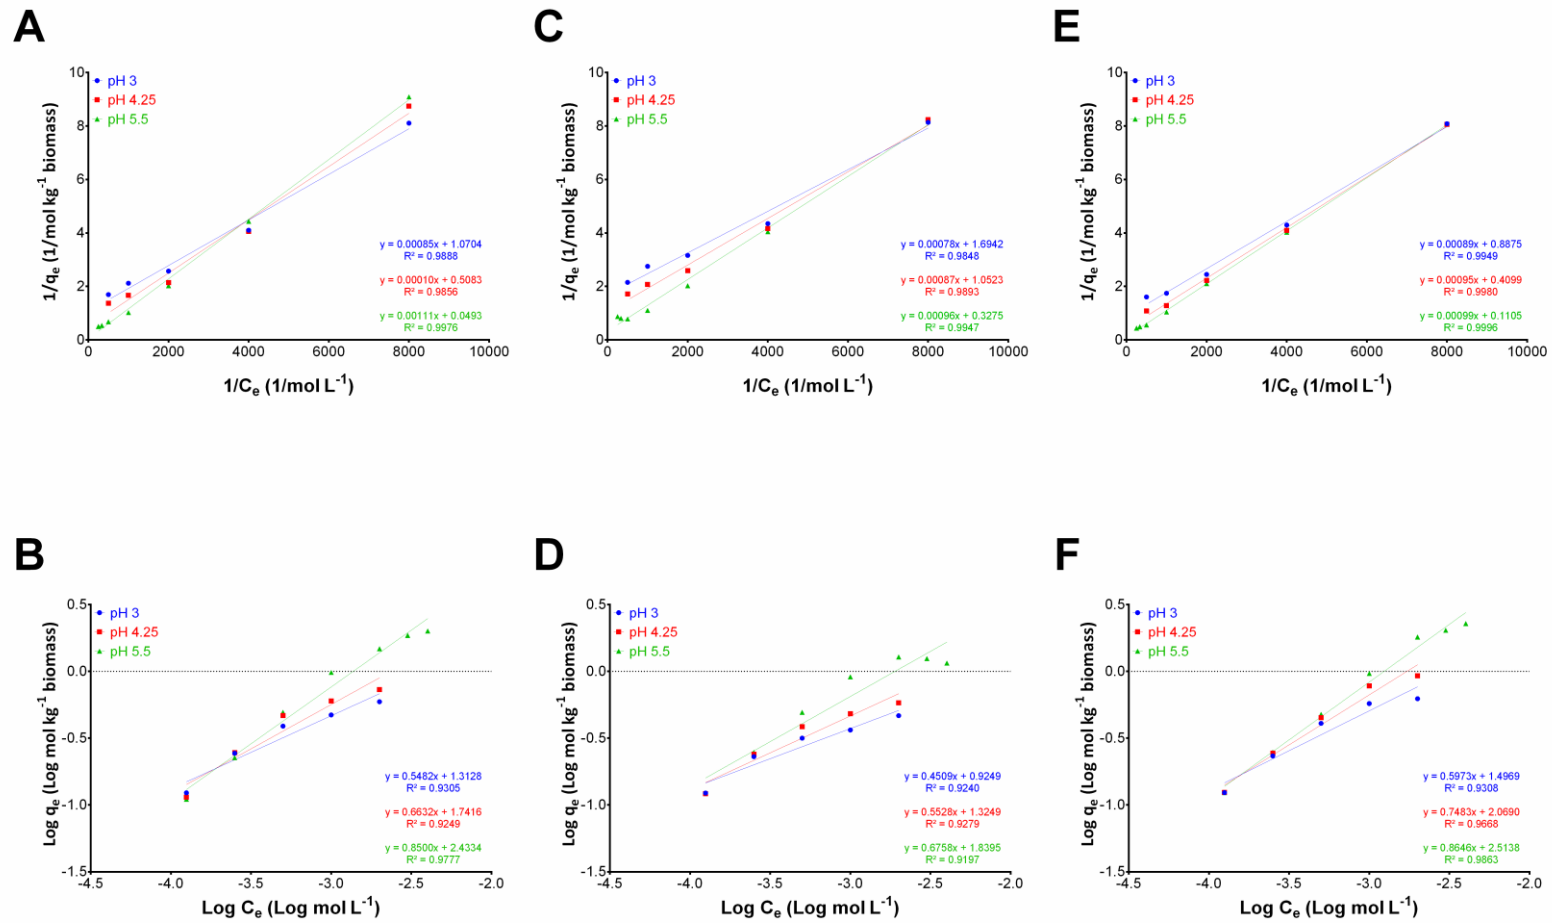 A
10
8
6
4
2
0
0
2000
4000
6000
8000
10000
1/qe (1/mol kg-1 biomass)
1/Ce (1/mol L-1)
pH 3
pH 4.25
pH 5.5
y = 0.00085x + 1.0704
R² = 0.9888
y = 0.00010x + 0.5083
R² = 0.9856
y = 0.00111x + 0.0493
R² = 0.9976
C
10
8
6
4
2
0
0
2000
4000
6000
8000
10000
1/qe (1/mol kg-1 biomass)
1/Ce (1/mol L-1)
pH 3
pH 4.25
pH 5.5
y = 0.00078x + 1.6942
R² = 0.9848
y = 0.00087x + 1.0523
R² = 0.9893
y = 0.00096x + 0.3275
R² = 0.9947
E
10
8
6
4
2
0
0
2000
4000
6000
8000
10000
1/qe (1/mol kg-1 biomass)
1/Ce (1/mol L-1)
pH 3
pH 4.25
pH 5.5
y = 0.00089x + 0.8875
R² = 0.9949
y = 0.00095x + 0.4099
R² = 0.9980
y = 0.00099x + 0.1105
R² = 0.9996
B
0.5
0.0
-0.5
-1.0
-1.5
-4.5
-4.0
-3.5
-3.0
-2.5
-2.0
Log qe (Log mol kg-1 biomass)
Log Ce (Log mol L-1)
pH 3
pH 4.25
pH 5.5
y = 0.5482x + 1.3128
R² = 0.9305
y = 0.6632x + 1.7416
R² = 0.9249
y = 0.8500x + 2.4334
R² = 0.9777
D
0.5
0.0
-0.5
-1.0
-1.5
-4.5
-4.0
-3.5
-3.0
-2.5
-2.0
Log qe (Log mol kg-1 biomass)
Log Ce (Log mol L-1)
pH 3
pH 4.25
pH 5.5
y = 0.4509x + 0.9249
R² = 0.9240
y = 0.5528x + 1.3249
R² = 0.9279
y = 0.6758x + 1.8395
R² = 0.9197
F
0.5
0.0
-0.5
-1.0
-1.5
-4.5
-4.0
-3.5
-3.0
-2.5
-2.0
Log qe (Log mol kg-1 biomass)
Log Ce (Log mol L-1)
pH 3
pH 4.25
pH 5.5
y = 0.5973x + 1.4969
R² = 0.9308
y = 0.7483x + 2.0690
R² = 0.9668
y = 0.8646x + 2.5138
R² = 0.9863